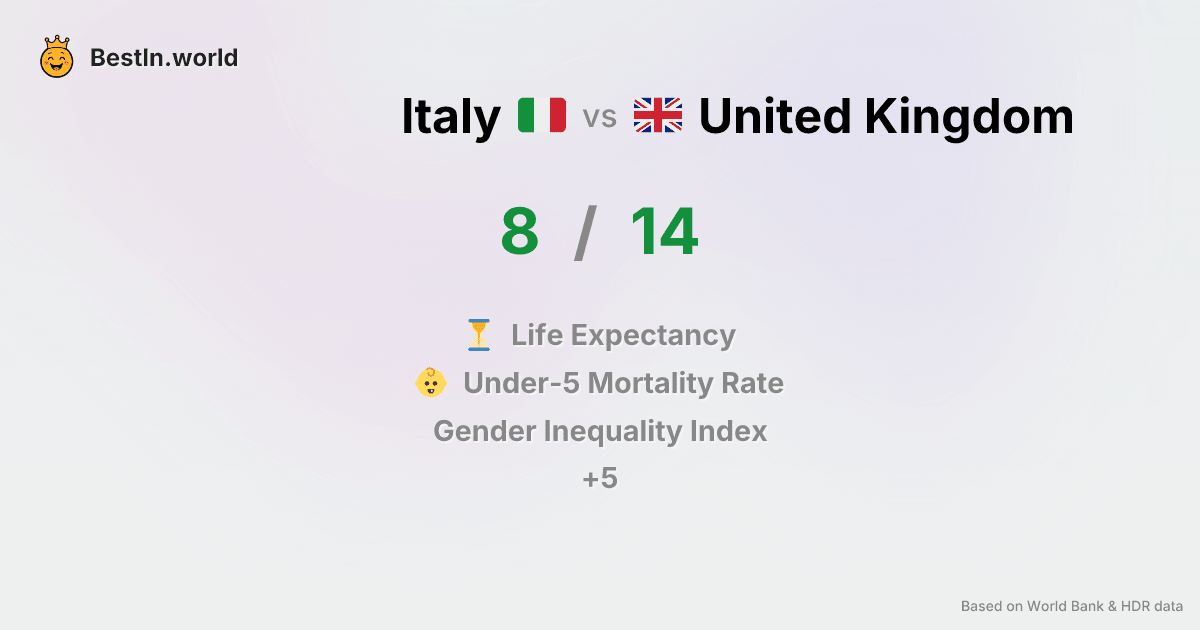 BestIn.world
Italy vs United Kingdom
8 / 14
Life Expectancy
Under-5 Mortality Rate
Gender Inequality Index
+5
Based on World Bank & HDR data